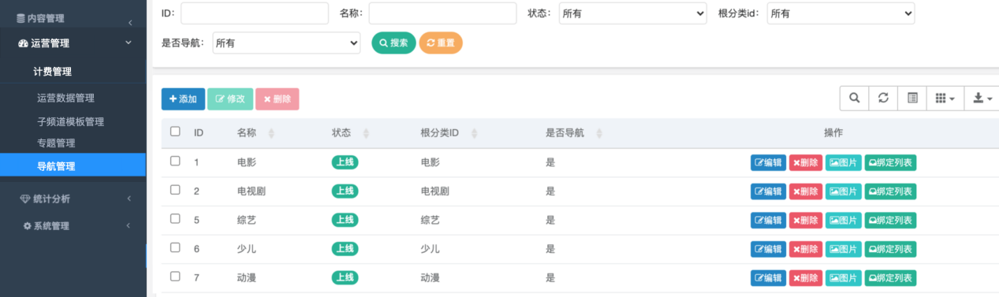 内容管理
运营管理
计费管理
运营数据管理
子频道模板管理
专题管理
导航管理
统计分析
系统管理
ID: 名称: 状态: 所有 根分类id: 所有
是否导航: 所有 搜索 重置
添加 修改 删除
ID 名称 状态 根分类ID 是否导航 操作
1 电影 上线 电影 是 编辑 删除 图片 绑定列表
2 电视剧 上线 电视剧 是 编辑 删除 图片 绑定列表
5 综艺 上线 综艺 是 编辑 删除 图片 绑定列表
6 少儿 上线 少儿 是 编辑 删除 图片 绑定列表
7 动漫 上线 动漫 是 编辑 删除 图片 绑定列表